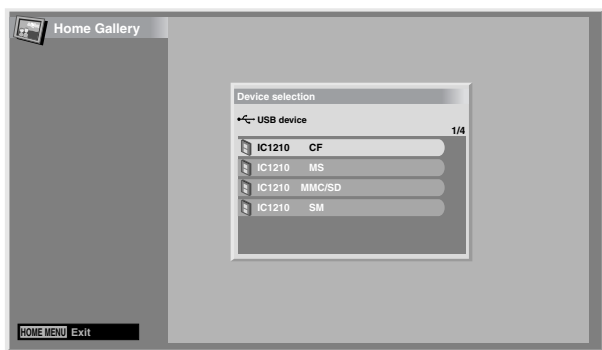 Home Gallery
Device selection
USB device
1/4
IC1210 CF
IC1210 MS
IC1210 MMC/SD
IC1210 SM
HOME MENU Exit